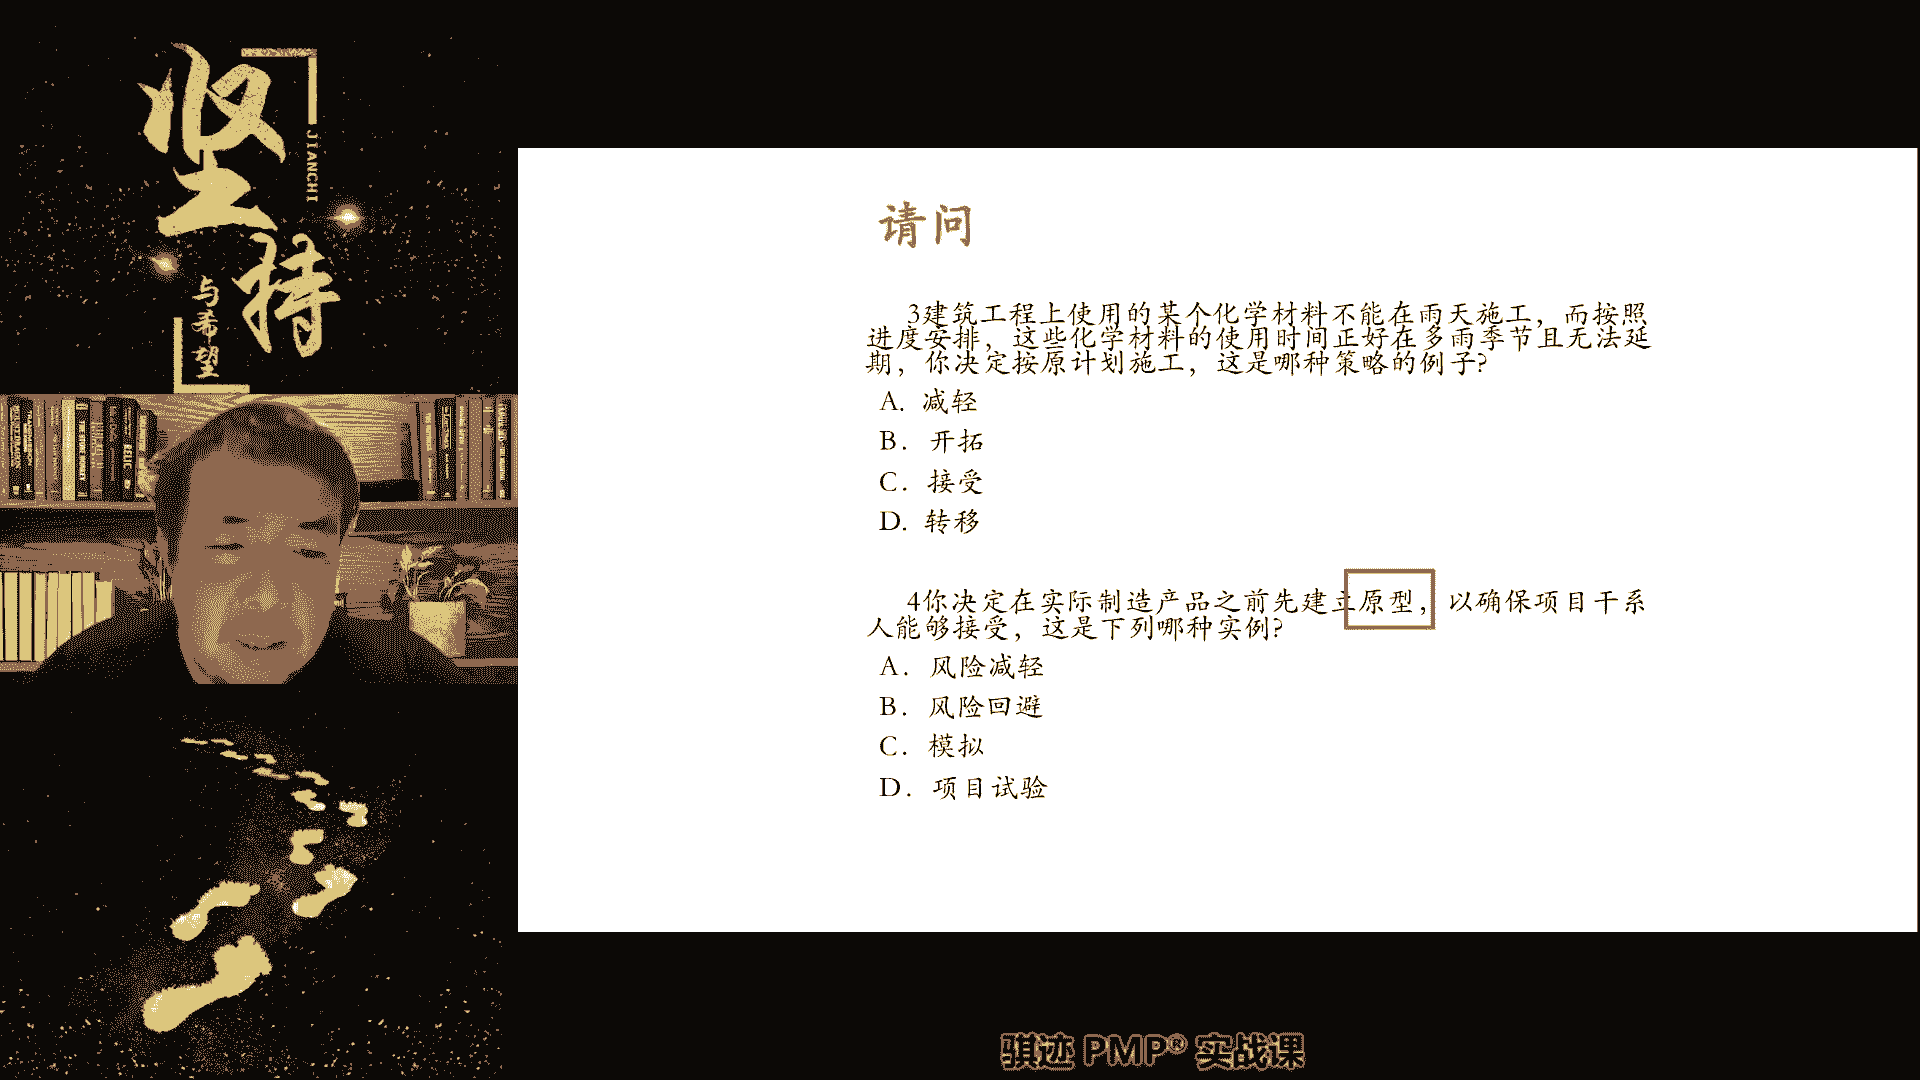 坚持
JIANCHI
与希望
请问
3建筑工程上使用的某个化学材料不能在雨天施工，而按照
进度安排，这些化学材料的使用时间正好在多雨季节且无法延
期，你决定按原计划施工，这是哪种策略的例子?
A. 减轻
B. 开拓
C. 接受
D. 转移
4你决定在实际制造产品之前先建立原型，以确保项目干系
人能够接受，这是下列哪种实例?
A. 风险减轻
B. 风险回避
C. 模拟
D. 项目试验
骐迹 PMP® 实战课